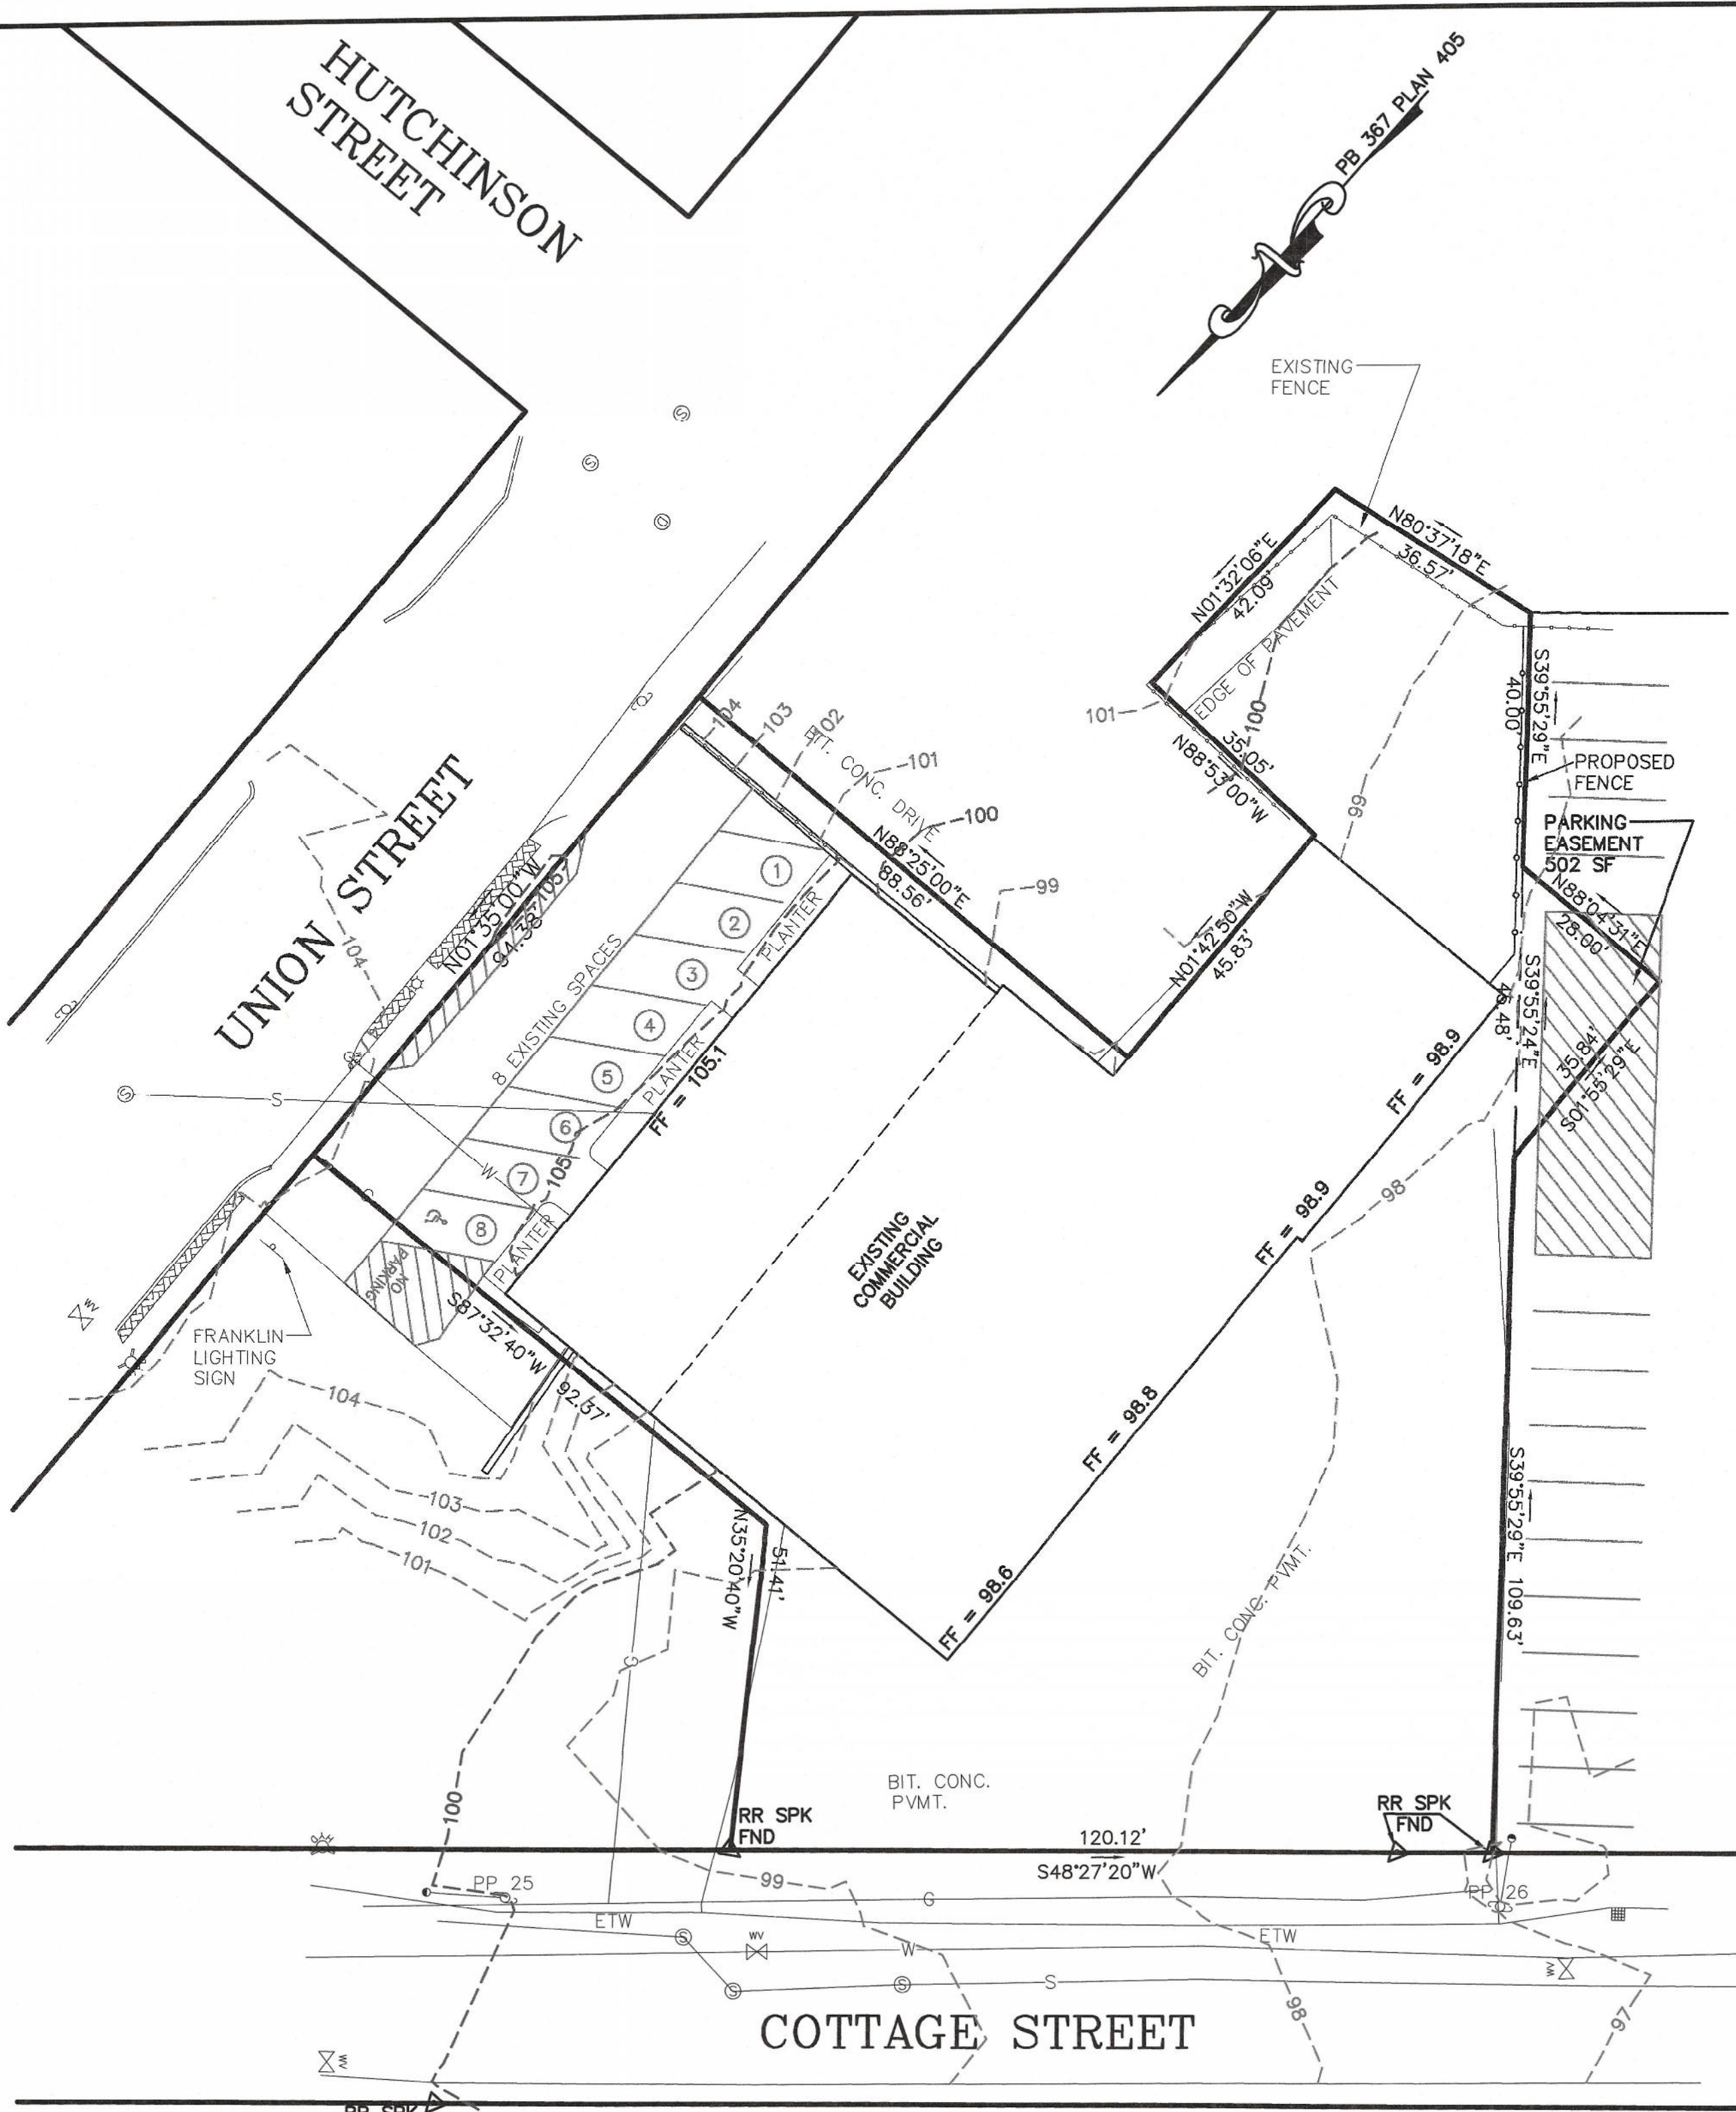 HUTCHINSON
STREET
PB 367 PLAN 405
EXISTING
FENCE
N80°37'18"E
36.57'
N01°32'06"E
42.09'
EDGE OF PAVEMENT
S39°55'29"E
40.00'
101
100
35.05'
N88°53'00"W
99
PROPOSED
FENCE
PARKING
EASEMENT
502 SF
N88°04'31"E
28.00'
S39°55'24"E
46.48'
35.84'
S01°55'29"E
104
103
102
101
100
99
BIT. CONC. DRIVE
N88°25'00"E
88.56'
N01°42'50"W
45.83'
UNION STREET
104
N01°35'00"W
94.38'
105
8 EXISTING SPACES
1
2
3
4
5
6
7
8
PLANTER
PLANTER
PLANTER
FF = 105.1
105
S
S
S
D
S
W
NO
PARKING
EXISTING
COMMERCIAL
BUILDING
FF = 98.9
FF = 98.9
FF = 98.8
FF = 98.6
98
WV
FRANKLIN
LIGHTING
SIGN
S87°32'40"W
92.37'
104
103
102
101
N35°20'40"W
51.41'
G
S39°55'29"E 109.63'
BIT. CONC. PVMT.
BIT. CONC.
PVMT.
100
RR SPK
FND
RR SPK
FND
120.12'
S48°27'20"W
PP 25
99
G
PP 26
ETW
ETW
S
WV
W
WV
S
S
S
COTTAGE STREET
98
97
WV
RR SPK